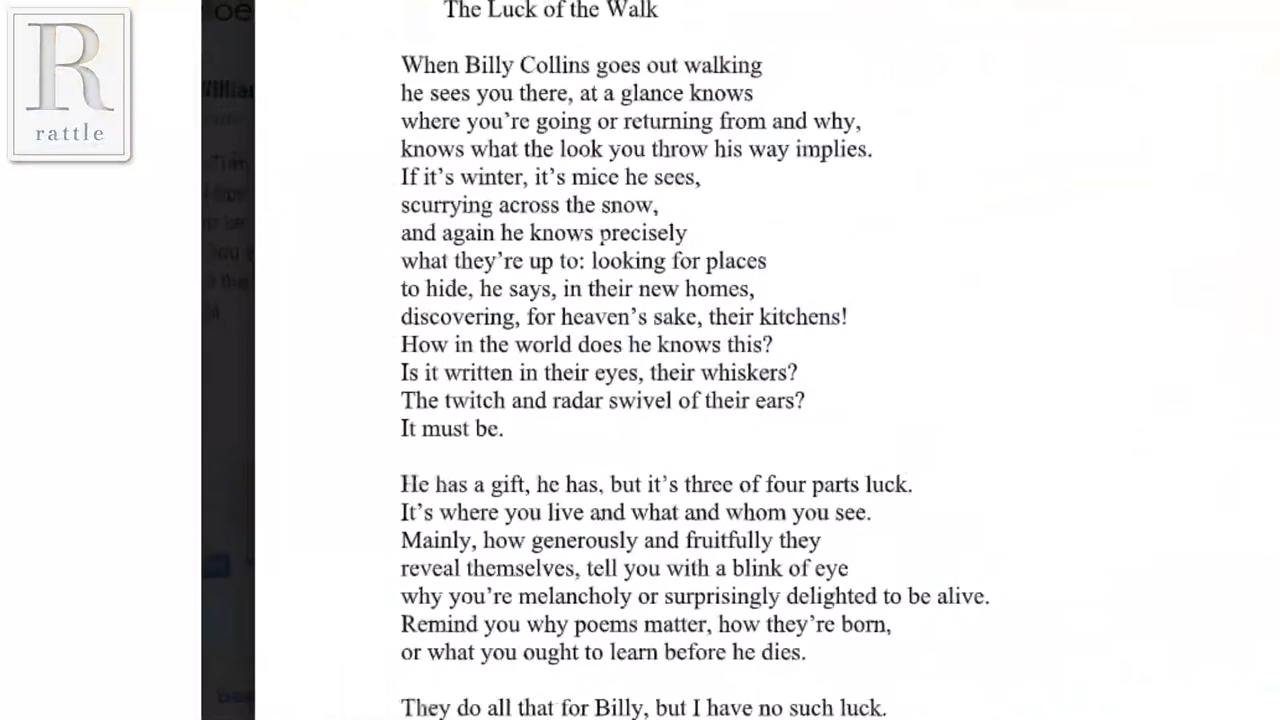 R
rattle
The Luck of the Walk
When Billy Collins goes out walking
he sees you there, at a glance knows
where you're going or returning from and why,
knows what the look you throw his way implies.
If it's winter, it's mice he sees,
scurrying across the snow,
and again he knows precisely
what they're up to: looking for places
to hide, he says, in their new homes,
discovering, for heaven's sake, their kitchens!
How in the world does he knows this?
Is it written in their eyes, their whiskers?
The twitch and radar swivel of their ears?
It must be.
He has a gift, he has, but it's three of four parts luck.
It's where you live and what and whom you see.
Mainly, how generously and fruitfully they
reveal themselves, tell you with a blink of eye
why you're melancholy or surprisingly delighted to be alive.
Remind you why poems matter, how they're born,
or what you ought to learn before he dies.
They do all that for Billy, but I have no such luck.